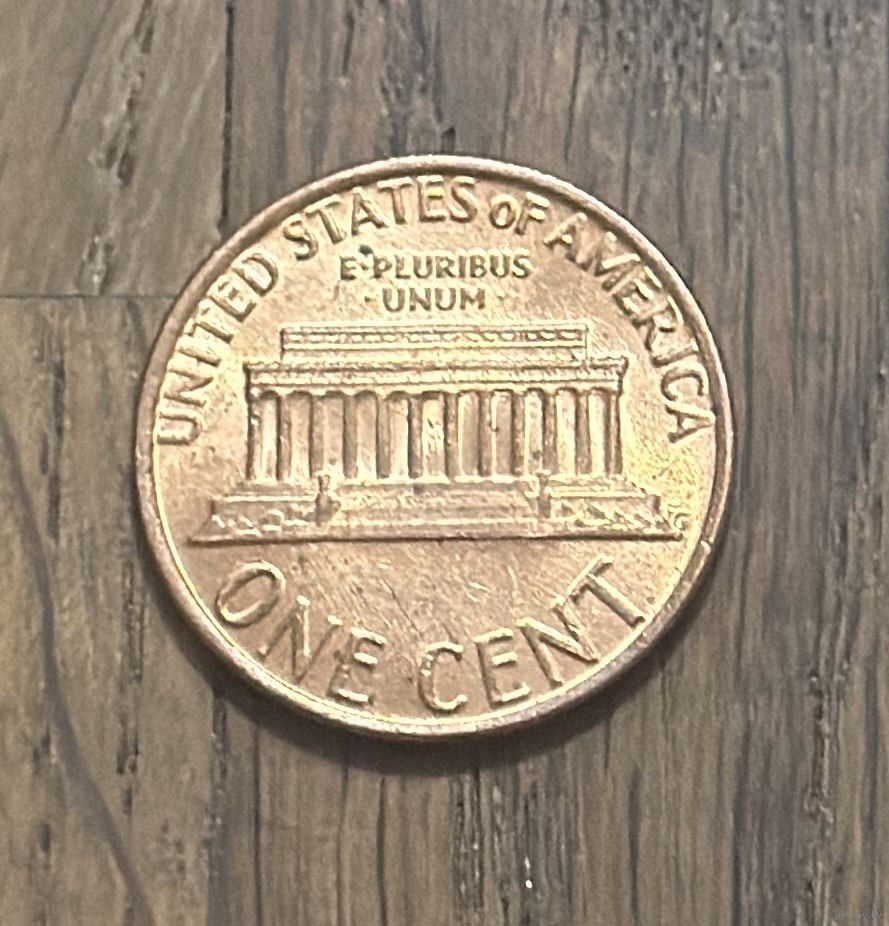 UNITED STATES OF AMERICA
E·PLURIBUS
·UNUM·
ONE CENT